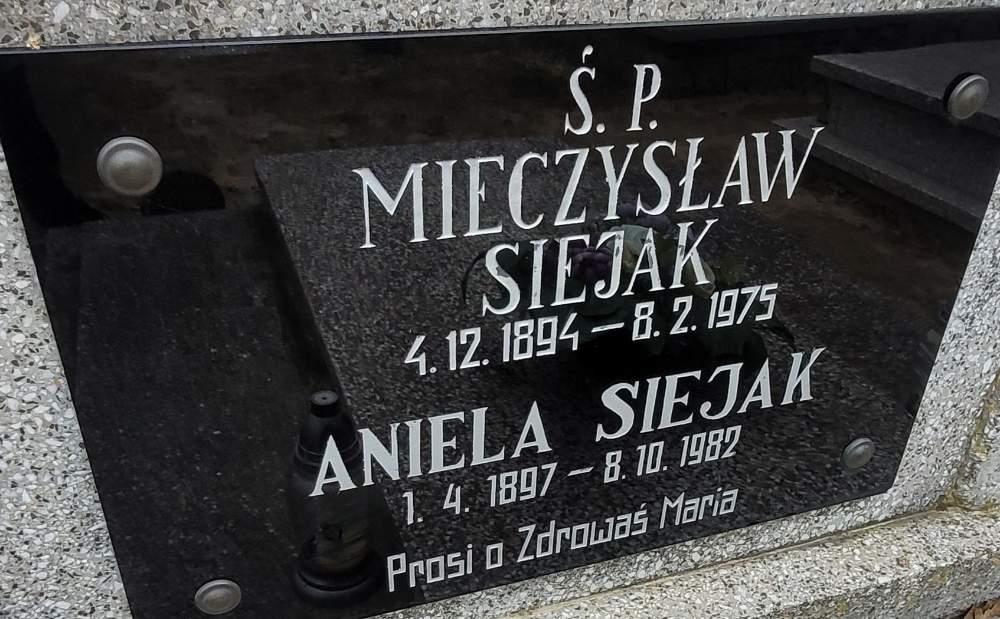 Ś. P.
MIECZYSŁAW
SIEJAK
4. 12. 1894 – 8. 2. 1975
ANIELA SIEJAK
1. 4. 1897 – 8. 10. 1982
Prosi o Zdrowaś Maria